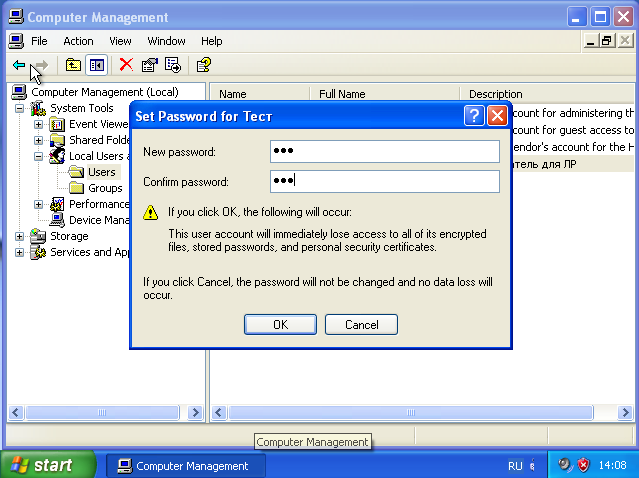 Computer Management
File Action View Window Help
Computer Management (Local)
System Tools
Event Viewe
Shared Folde
Local Users a
Users
Groups
Performance
Device Mana
Storage
Services and App
Name Full Name Description
count for administering th
count for guest access to
endor's account for the H
тель для ЛР
Set Password for Тест
New password:
Confirm password:
If you click OK, the following will occur:
This user account will immediately lose access to all of its encrypted
files, stored passwords, and personal security certificates.
If you click Cancel, the password will not be changed and no data loss will
occur.
OK Cancel
Computer Management
start Computer Management RU 14:08